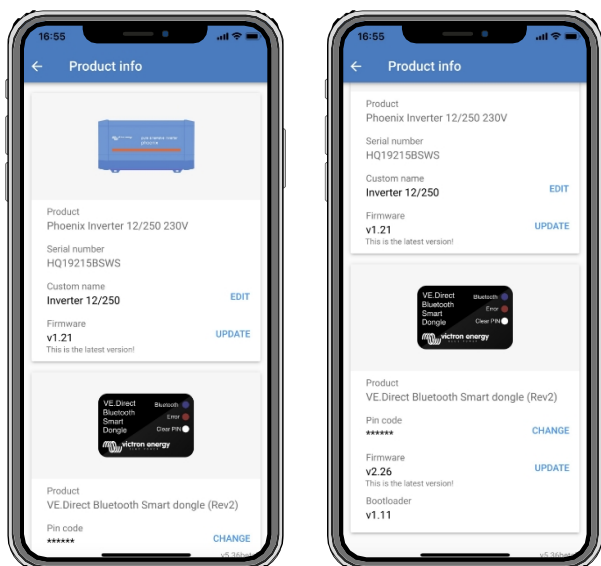 16:55
Product info
Product
Phoenix Inverter 12/250 230V
Serial number
HQ19215BSWS
Custom name
Inverter 12/250
EDIT
Firmware
v1.21
UPDATE
This is the latest version!
VE.Direct
Bluetooth
Smart
Dongle
Bluetooth
Error
Clear PIN
victron energy
Product
VE.Direct Bluetooth Smart dongle (Rev2)
Pin code
******
CHANGE
v5.36beta
16:55
Product info
Product
Phoenix Inverter 12/250 230V
Serial number
HQ19215BSWS
Custom name
Inverter 12/250
EDIT
Firmware
v1.21
UPDATE
This is the latest version!
VE.Direct
Bluetooth
Smart
Dongle
Bluetooth
Error
Clear PIN
victron energy
Product
VE.Direct Bluetooth Smart dongle (Rev2)
Pin code
******
CHANGE
Firmware
v2.26
UPDATE
This is the latest version!
Bootloader
v1.11